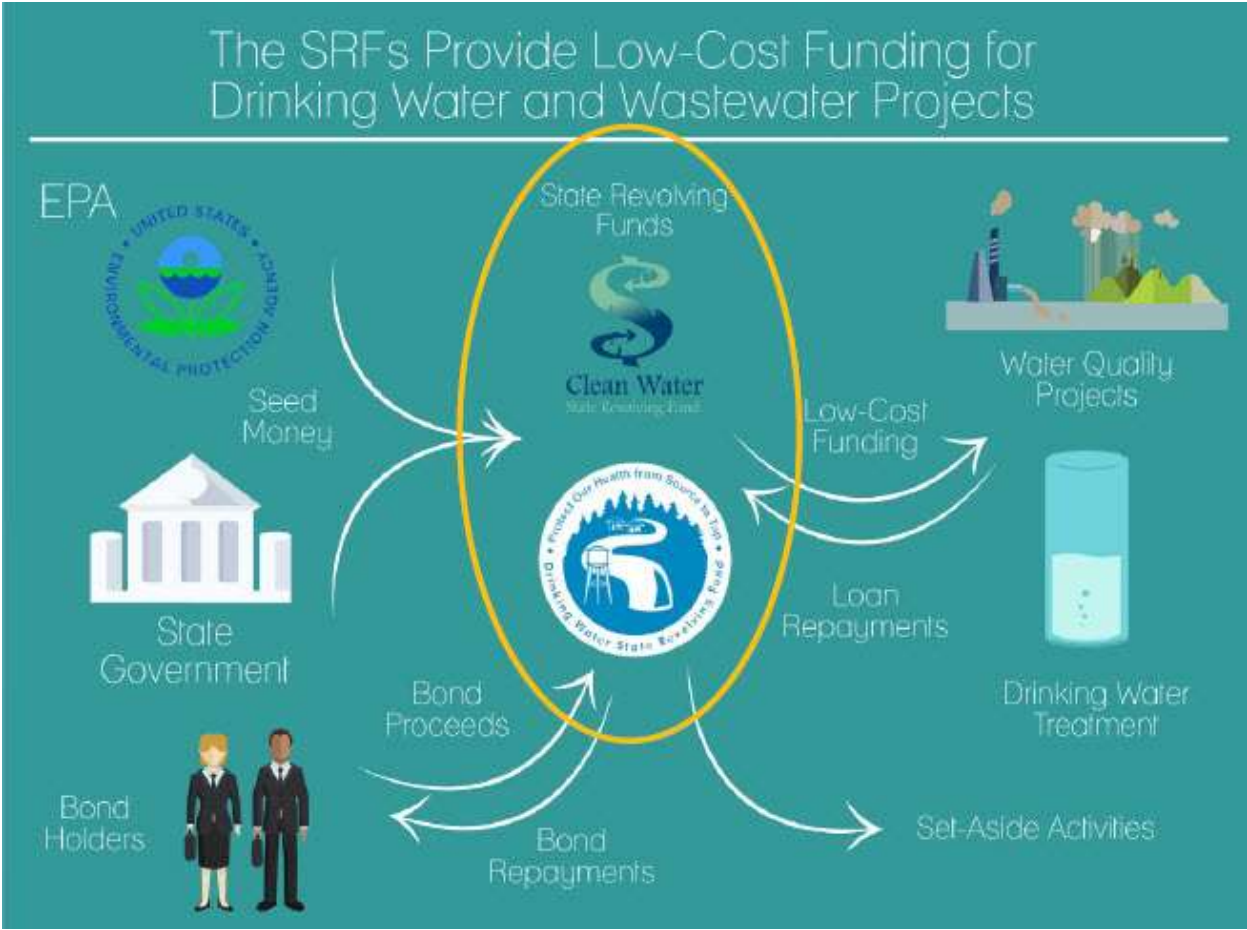 The SRFs Provide Low-Cost Funding for
Drinking Water and Wastewater Projects
EPA
UNITED STATES
ENVIRONMENTAL PROTECTION AGENCY
Seed
Money
State
Government
Bond
Holders
State Revolving
Funds
Clean Water
State Revolving Fund
Protect Our Health from Source to Tap
Drinking Water State Revolving Fund
Bond
Proceeds
Bond
Repayments
Low-Cost
Funding
Loan
Repayments
Water Quality
Projects
Drinking Water
Treatment
Set-Aside Activities